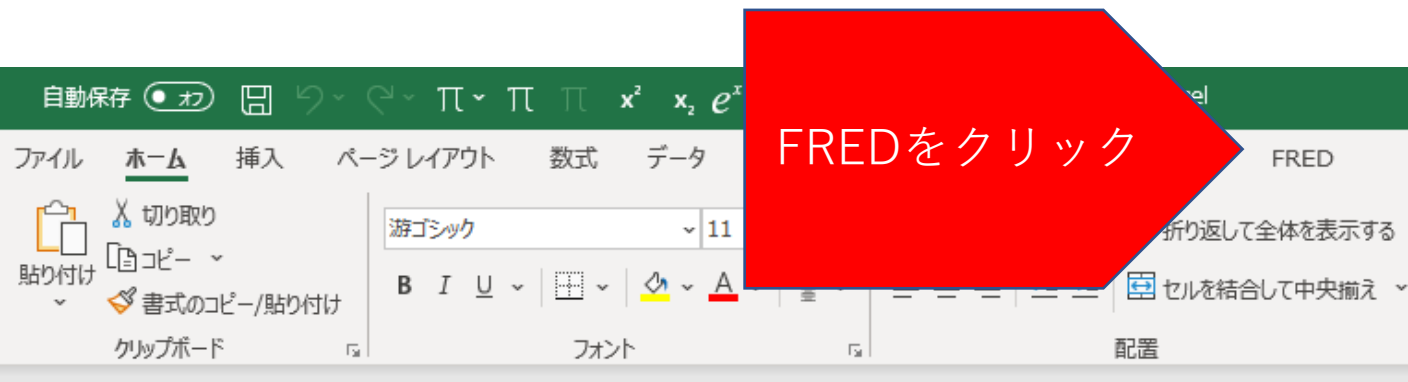 自動保存 オフ π π π x² x₂ eˣ
FREDをクリック
ファイル ホーム 挿入 ページ レイアウト 数式 データ FRED
切り取り
コピー
貼り付け
書式のコピー/貼り付け
クリップボード
游ゴシック 11
B I U A
フォント
折り返して全体を表示する
セルを結合して中央揃え
配置